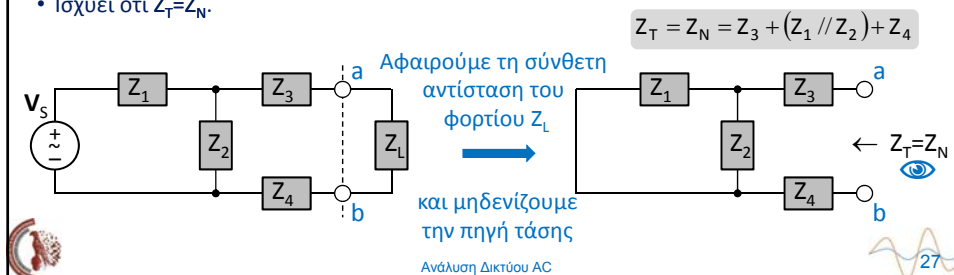 • Ισχύει ότι Z_T=Z_N.
Z_T = Z_N = Z_3 + (Z_1 // Z_2) + Z_4
V_S
+
~
−
Z_1
Z_2
Z_3
Z_4
a
b
Z_L
Αφαιρούμε τη σύνθετη
αντίσταση του
φορτίου Z_L
και μηδενίζουμε
την πηγή τάσης
Z_1
Z_2
Z_3
Z_4
a
b
← Z_T=Z_N
Ανάλυση Δικτύου AC
27